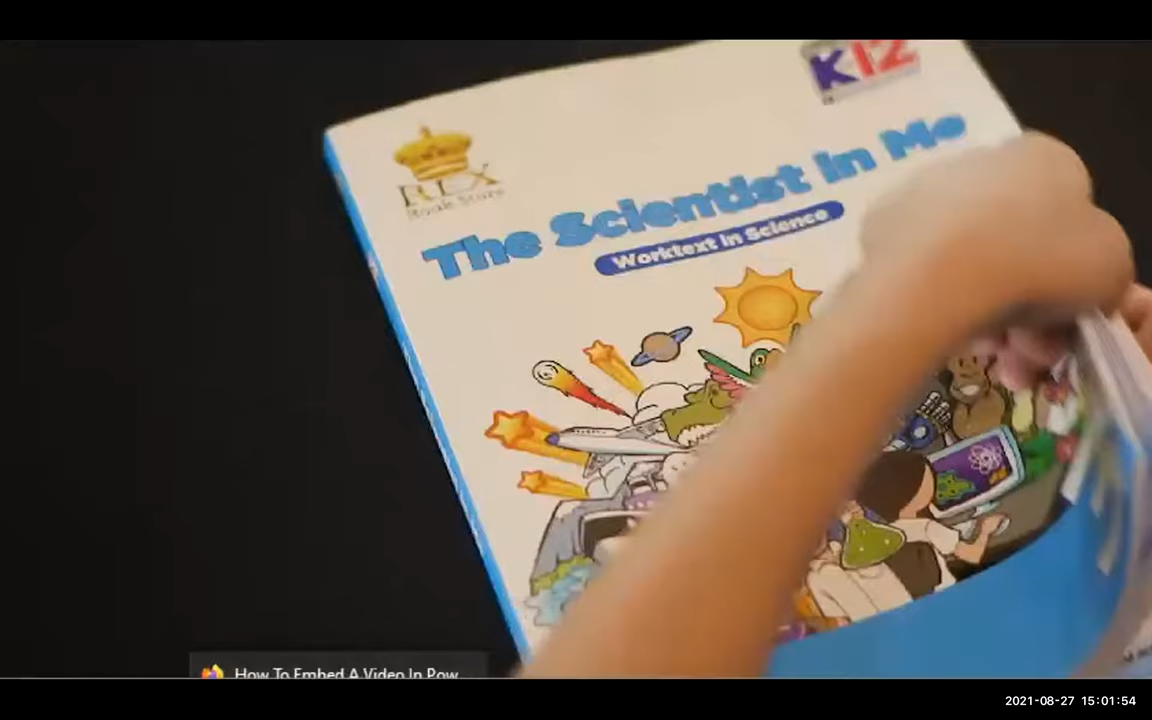 K12
REX
Book Store
The Scientist in Me
Worktext in Science
How To Embed A Video In Pow...
2021-08-27 15:01:54